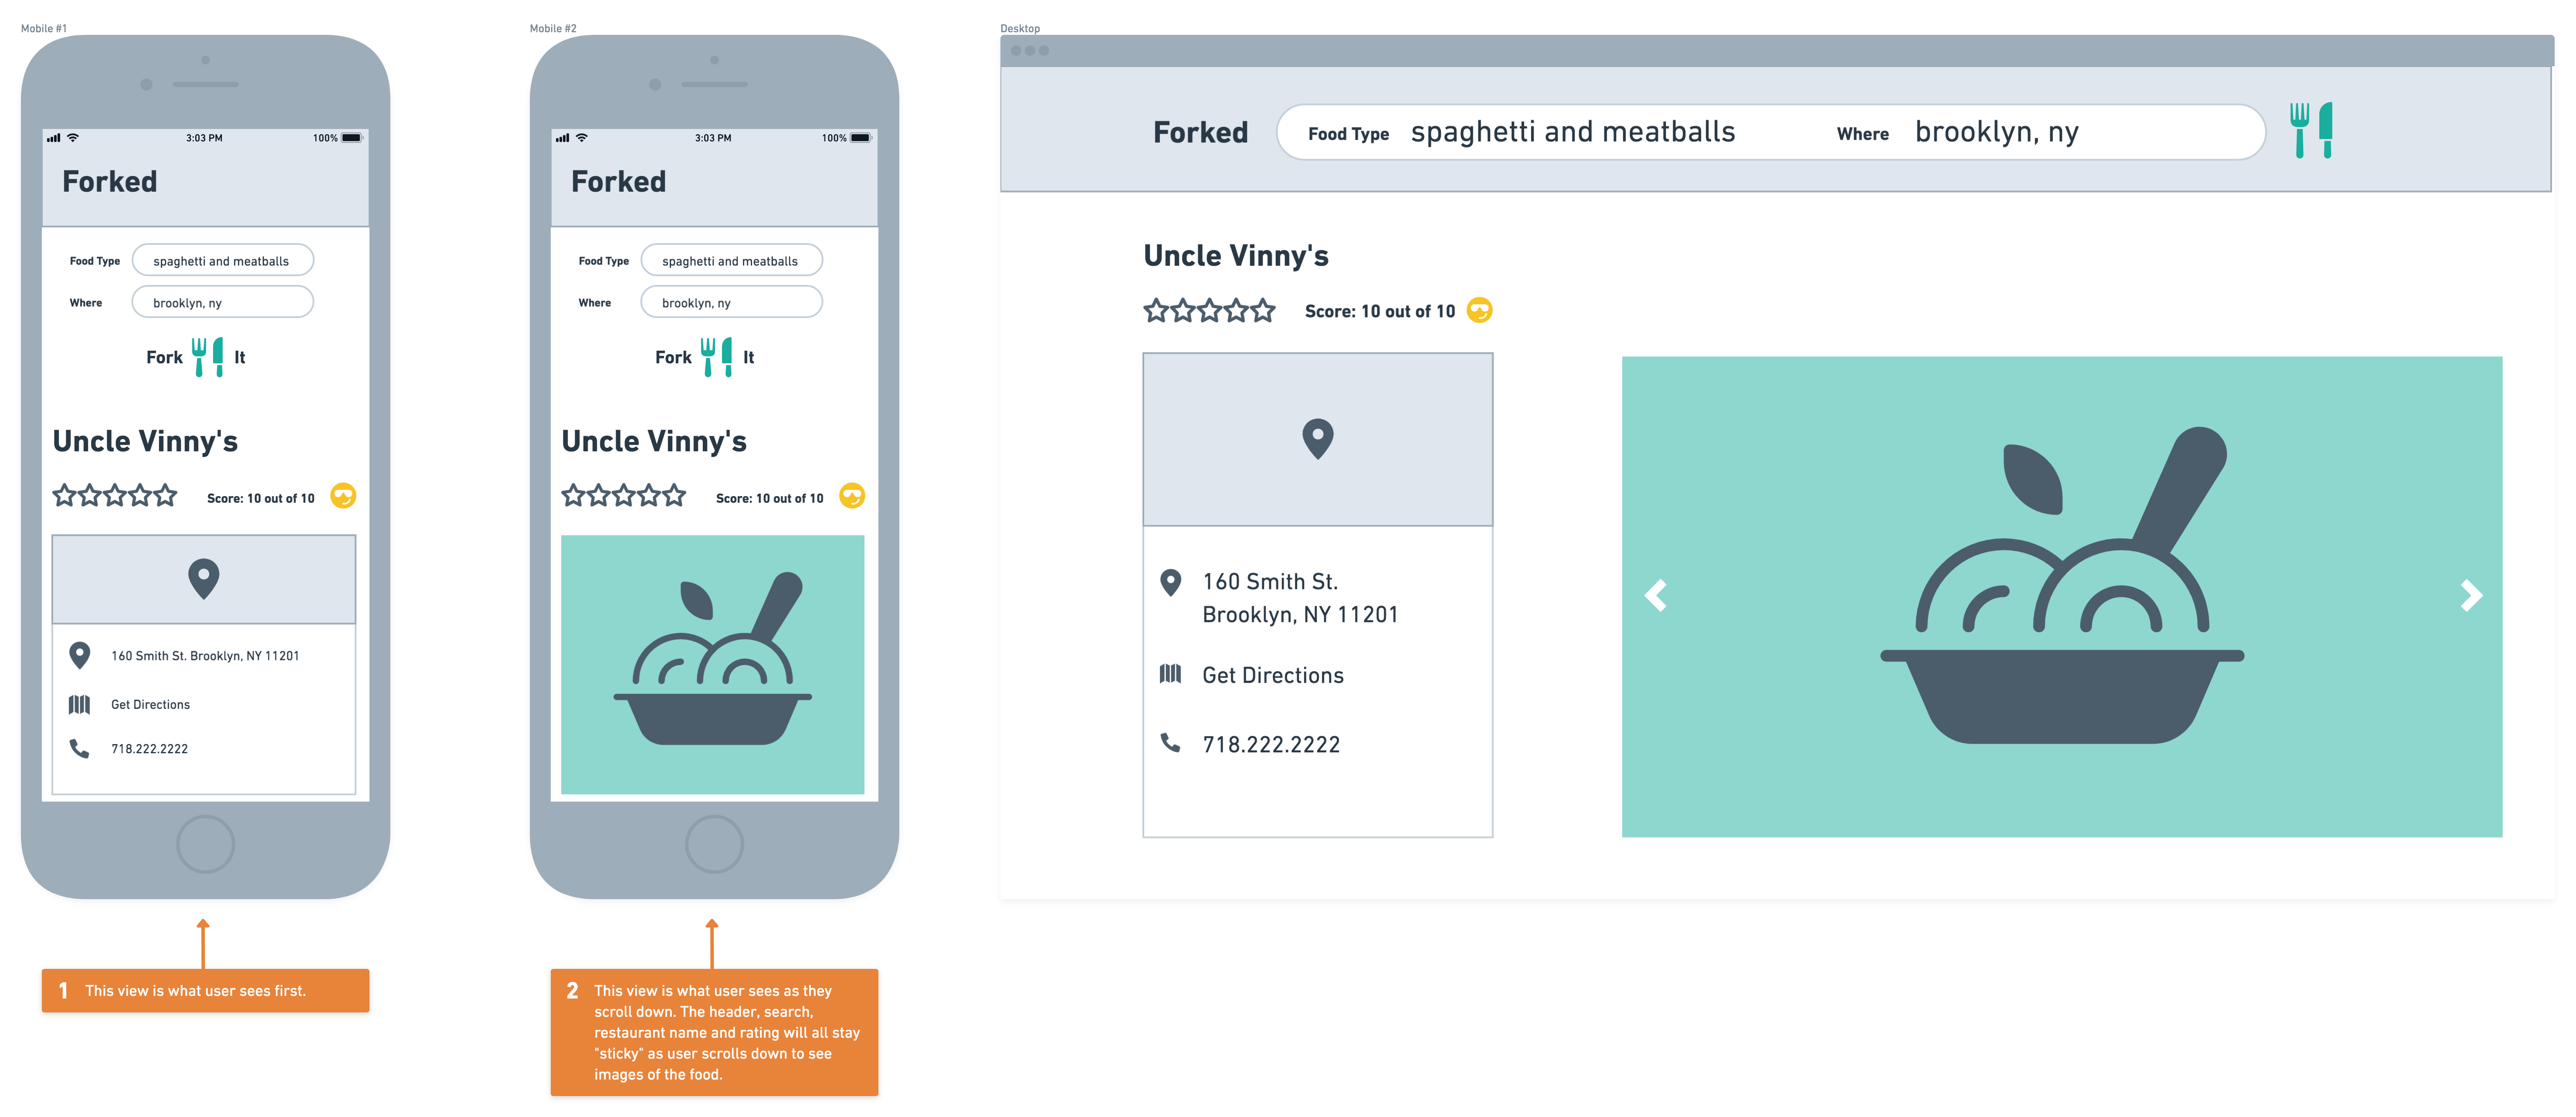 Mobile #1
3:03 PM
100%
Forked
Food Type spaghetti and meatballs
Where brooklyn, ny
Fork It
Uncle Vinny's
Score: 10 out of 10
160 Smith St. Brooklyn, NY 11201
Get Directions
718.222.2222
1 This view is what user sees first.
Mobile #2
3:03 PM
100%
Forked
Food Type spaghetti and meatballs
Where brooklyn, ny
Fork It
Uncle Vinny's
Score: 10 out of 10
2 This view is what user sees as they
scroll down. The header, search,
restaurant name and rating will all stay
"sticky" as user scrolls down to see
images of the food.
Desktop
Forked Food Type spaghetti and meatballs Where brooklyn, ny
Uncle Vinny's
Score: 10 out of 10
160 Smith St.
Brooklyn, NY 11201
Get Directions
718.222.2222